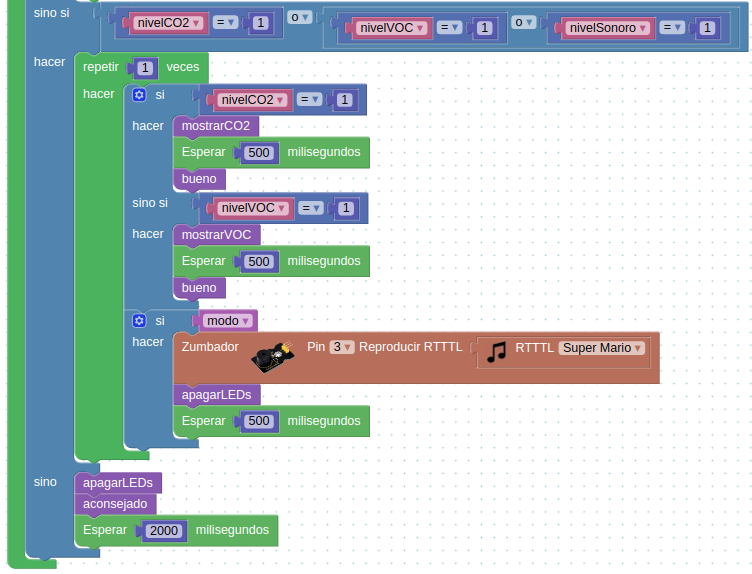 sino si nivelCO2 = 1 o nivelVOC = 1 o nivelSonoro = 1
hacer repetir 1 veces
hacer si nivelCO2 = 1
hacer mostrarCO2
Esperar 500 milisegundos
bueno
sino si nivelVOC = 1
hacer mostrarVOC
Esperar 500 milisegundos
bueno
si modo
hacer Zumbador Pin 3 Reproducir RTTTL RTTTL Super Mario
apagarLEDs
Esperar 500 milisegundos
sino apagarLEDs
aconsejado
Esperar 2000 milisegundos